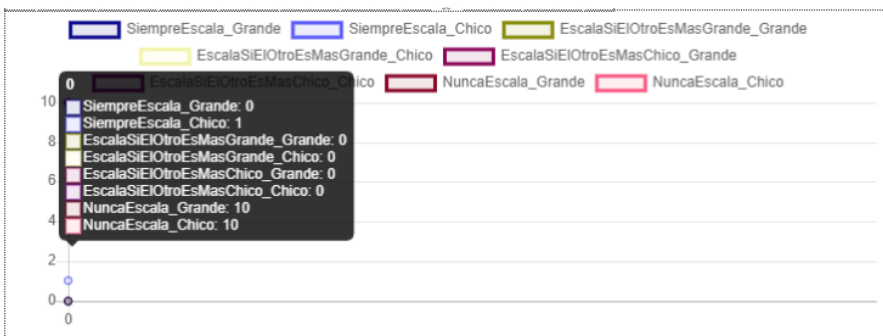 SiempreEscala_Grande SiempreEscala_Chico EscalaSiElOtroEsMasGrande_Grande
EscalaSiElOtroEsMasGrande_Chico EscalaSiElOtroEsMasChico_Grande
EscalaSiElOtroEsMasChico_Chico NuncaEscala_Grande NuncaEscala_Chico
0
SiempreEscala_Grande: 0
SiempreEscala_Chico: 1
EscalaSiElOtroEsMasGrande_Grande: 0
EscalaSiElOtroEsMasGrande_Chico: 0
EscalaSiElOtroEsMasChico_Grande: 0
EscalaSiElOtroEsMasChico_Chico: 0
NuncaEscala_Grande: 10
NuncaEscala_Chico: 10
10
8
6
4
2
0
0